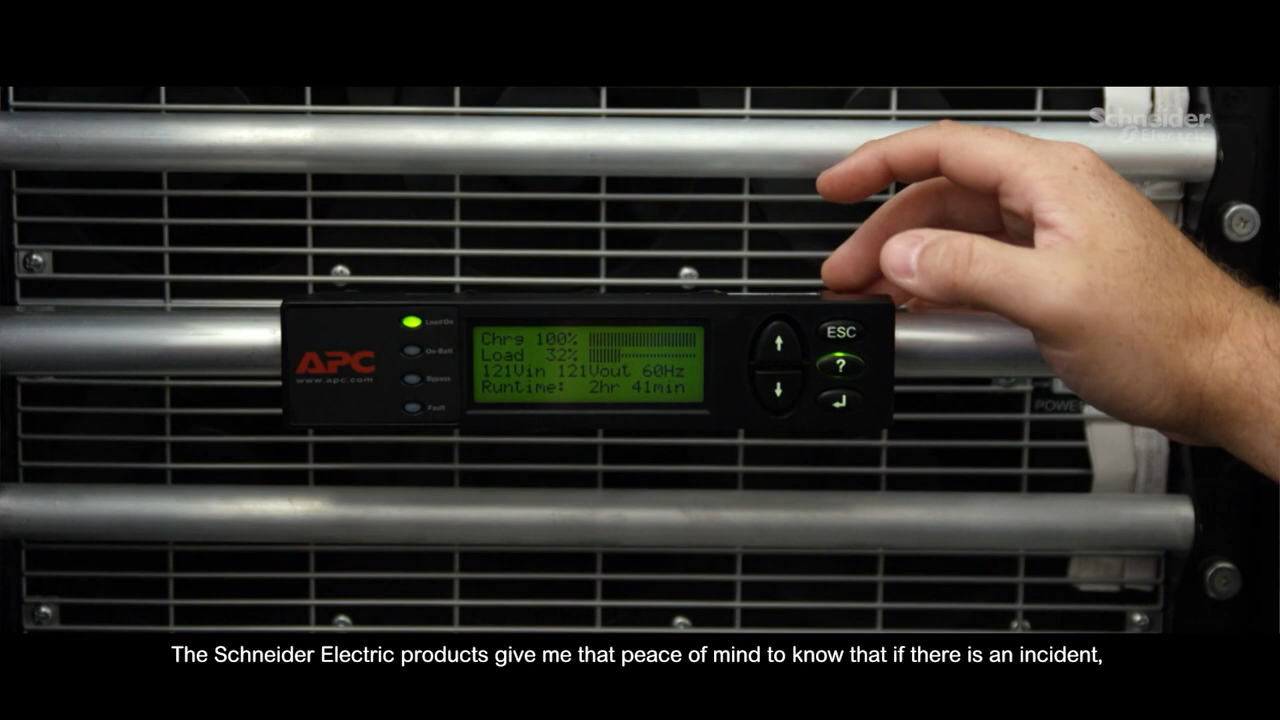 Schneider
Electric
APC
www.apc.com
Load On
On-Batt
Bypass
Fault
Chrg 100%
Load 32%
121Vin 121Vout 60Hz
Runtime: 2hr 41min
ESC
?
POWER
The Schneider Electric products give me that peace of mind to know that if there is an incident,